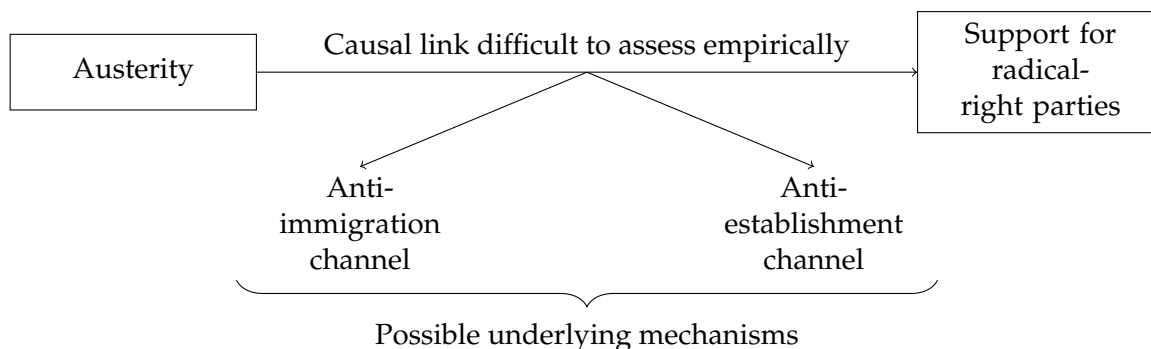 Austerity
Causal link difficult to assess empirically
Support for
radical-
right parties
Anti-
immigration
channel
Anti-
establishment
channel
Possible underlying mechanisms